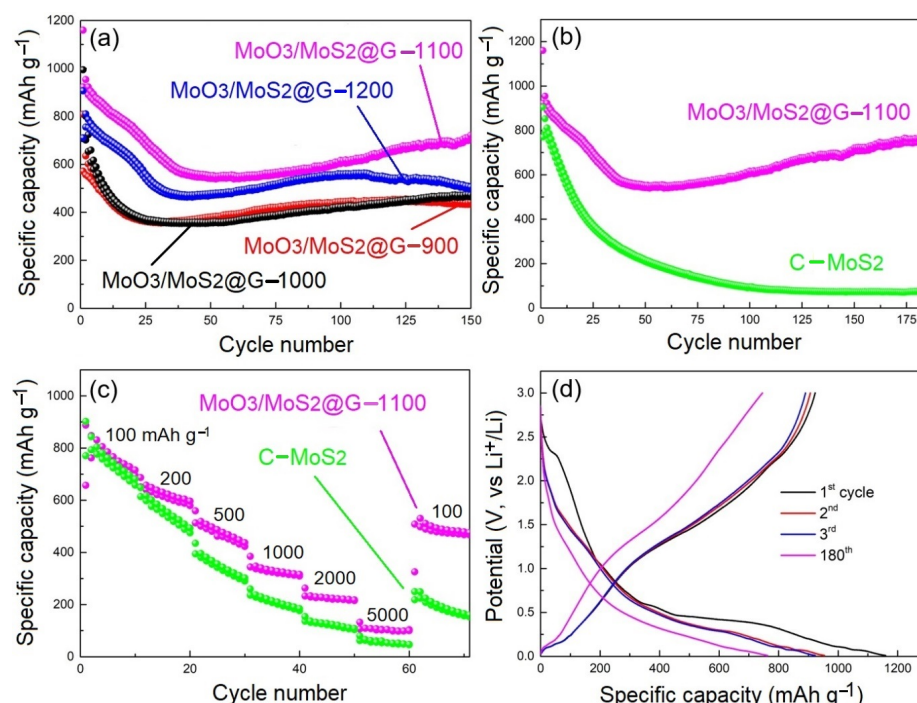 (a)
MoO3/MoS2@G–1100
MoO3/MoS2@G–1200
MoO3/MoS2@G–900
MoO3/MoS2@G–1000
Specific capacity (mAh g⁻¹)
1200
1000
800
600
400
200
0
0 25 50 75 100 125 150
Cycle number
(b)
MoO3/MoS2@G–1100
C–MoS2
Specific capacity (mAh g⁻¹)
1200
1000
800
600
400
200
0
0 25 50 75 100 125 150 175
Cycle number
(c)
MoO3/MoS2@G–1100
100 mAh g⁻¹
C–MoS2
200
500
1000
2000
5000
100
Specific capacity (mAh g⁻¹)
1000
800
600
400
200
0
0 20 40 60
Cycle number
(d)
1st cycle
2nd
3rd
180th
Potential (V, vs Li⁺/Li)
3.0
2.5
2.0
1.5
1.0
0.5
0.0
0 200 400 600 800 1000 1200
Specific capacity (mAh g⁻¹)